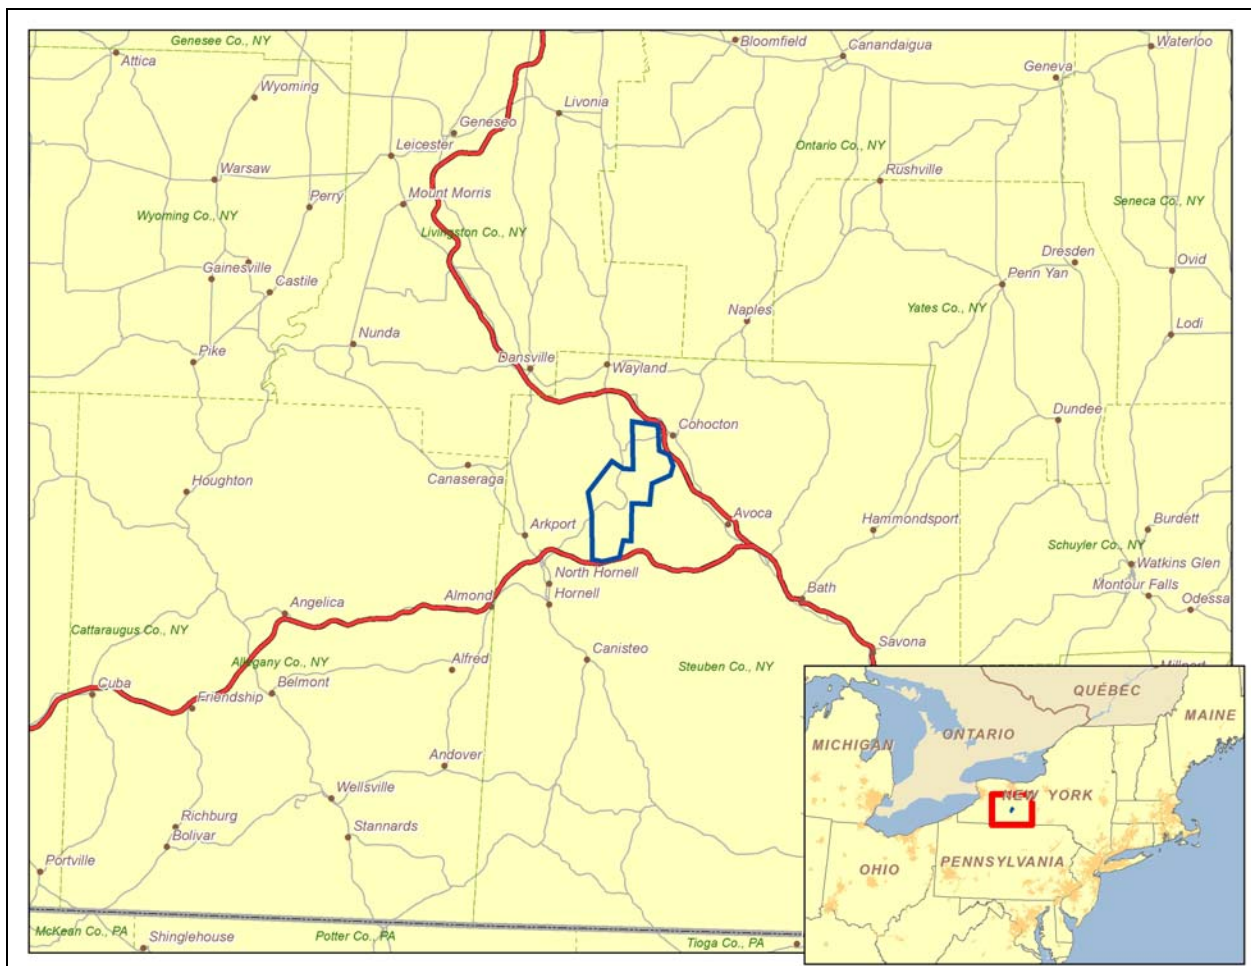 Genesee Co., NY
Bloomfield
Canandaigua
Waterloo
Attica
Geneva
Wyoming
Livonia
Geneseo
Leicester
Ontario Co., NY
Rushville
Warsaw
Perry
Mount Morris
Seneca Co., NY
Wyoming Co., NY
Livingston Co., NY
Dresden
Ovid
Gainesville
Castile
Penn Yan
Naples
Yates Co., NY
Lodi
Nunda
Pike
Dansville
Wayland
Dundee
Cohocton
Canaseraga
Houghton
Avoca
Hammondsport
Burdett
Arkport
Schuyler Co., NY
Watkins Glen
North Hornell
Montour Falls
Hornell
Almond
Bath
Odessa
Angelica
Cattaraugus Co., NY
Canisteo
Savona
Allegany Co., NY
Alfred
Steuben Co., NY
Millport
Cuba
Friendship
Belmont
QUÉBEC
MAINE
ONTARIO
MICHIGAN
Andover
Wellsville
NEW YORK
Richburg
Bolivar
Stannards
Portville
PENNSYLVANIA
OHIO
McKean Co., PA
Shinglehouse
Potter Co., PA
Tioga Co., PA